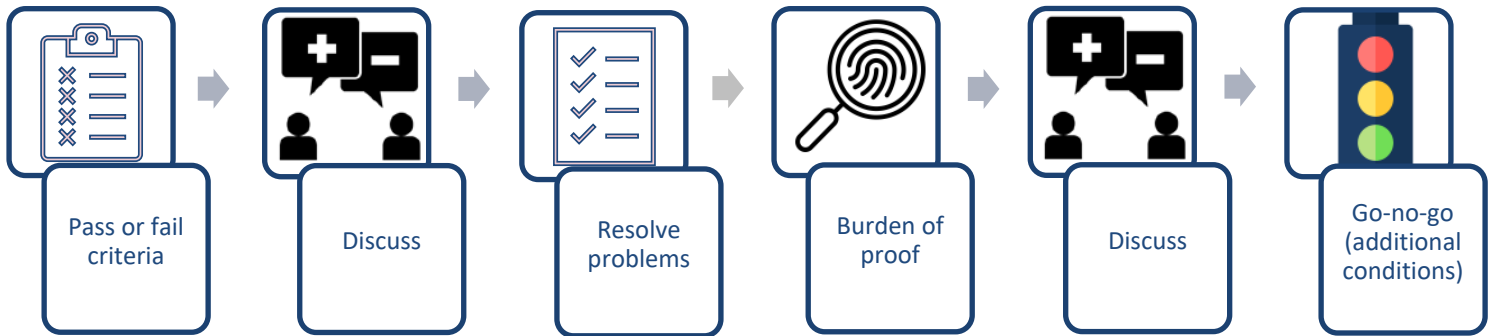 Pass or fail
criteria
Discuss
Resolve
problems
Burden of
proof
Discuss
Go-no-go
(additional
conditions)